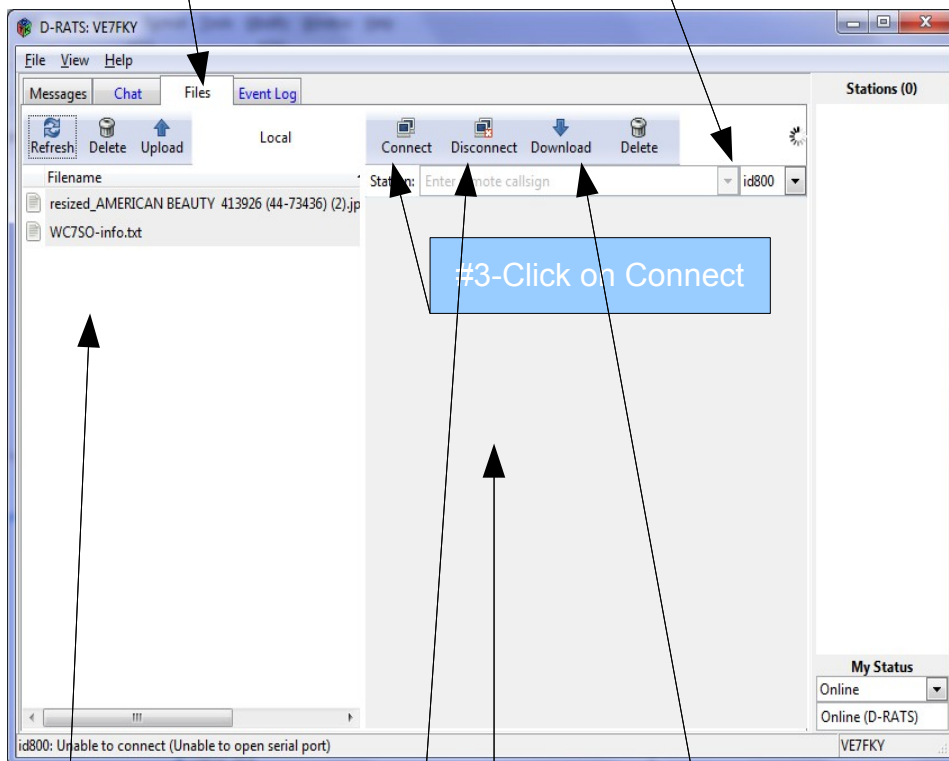 D-RATS: VE7FKY
File View Help
Messages Chat Files Event Log
Stations (0)
Refresh Delete Upload Local
Connect Disconnect Download Delete
Filename
Station: Enter remote callsign id800
resized_AMERICAN BEAUTY 413926 (44-73436) (2).jp
WC7SO-info.txt
#3-Click on Connect
My Status
Online
Online (D-RATS)
id800: Unable to connect (Unable to open serial port)
VE7FKY